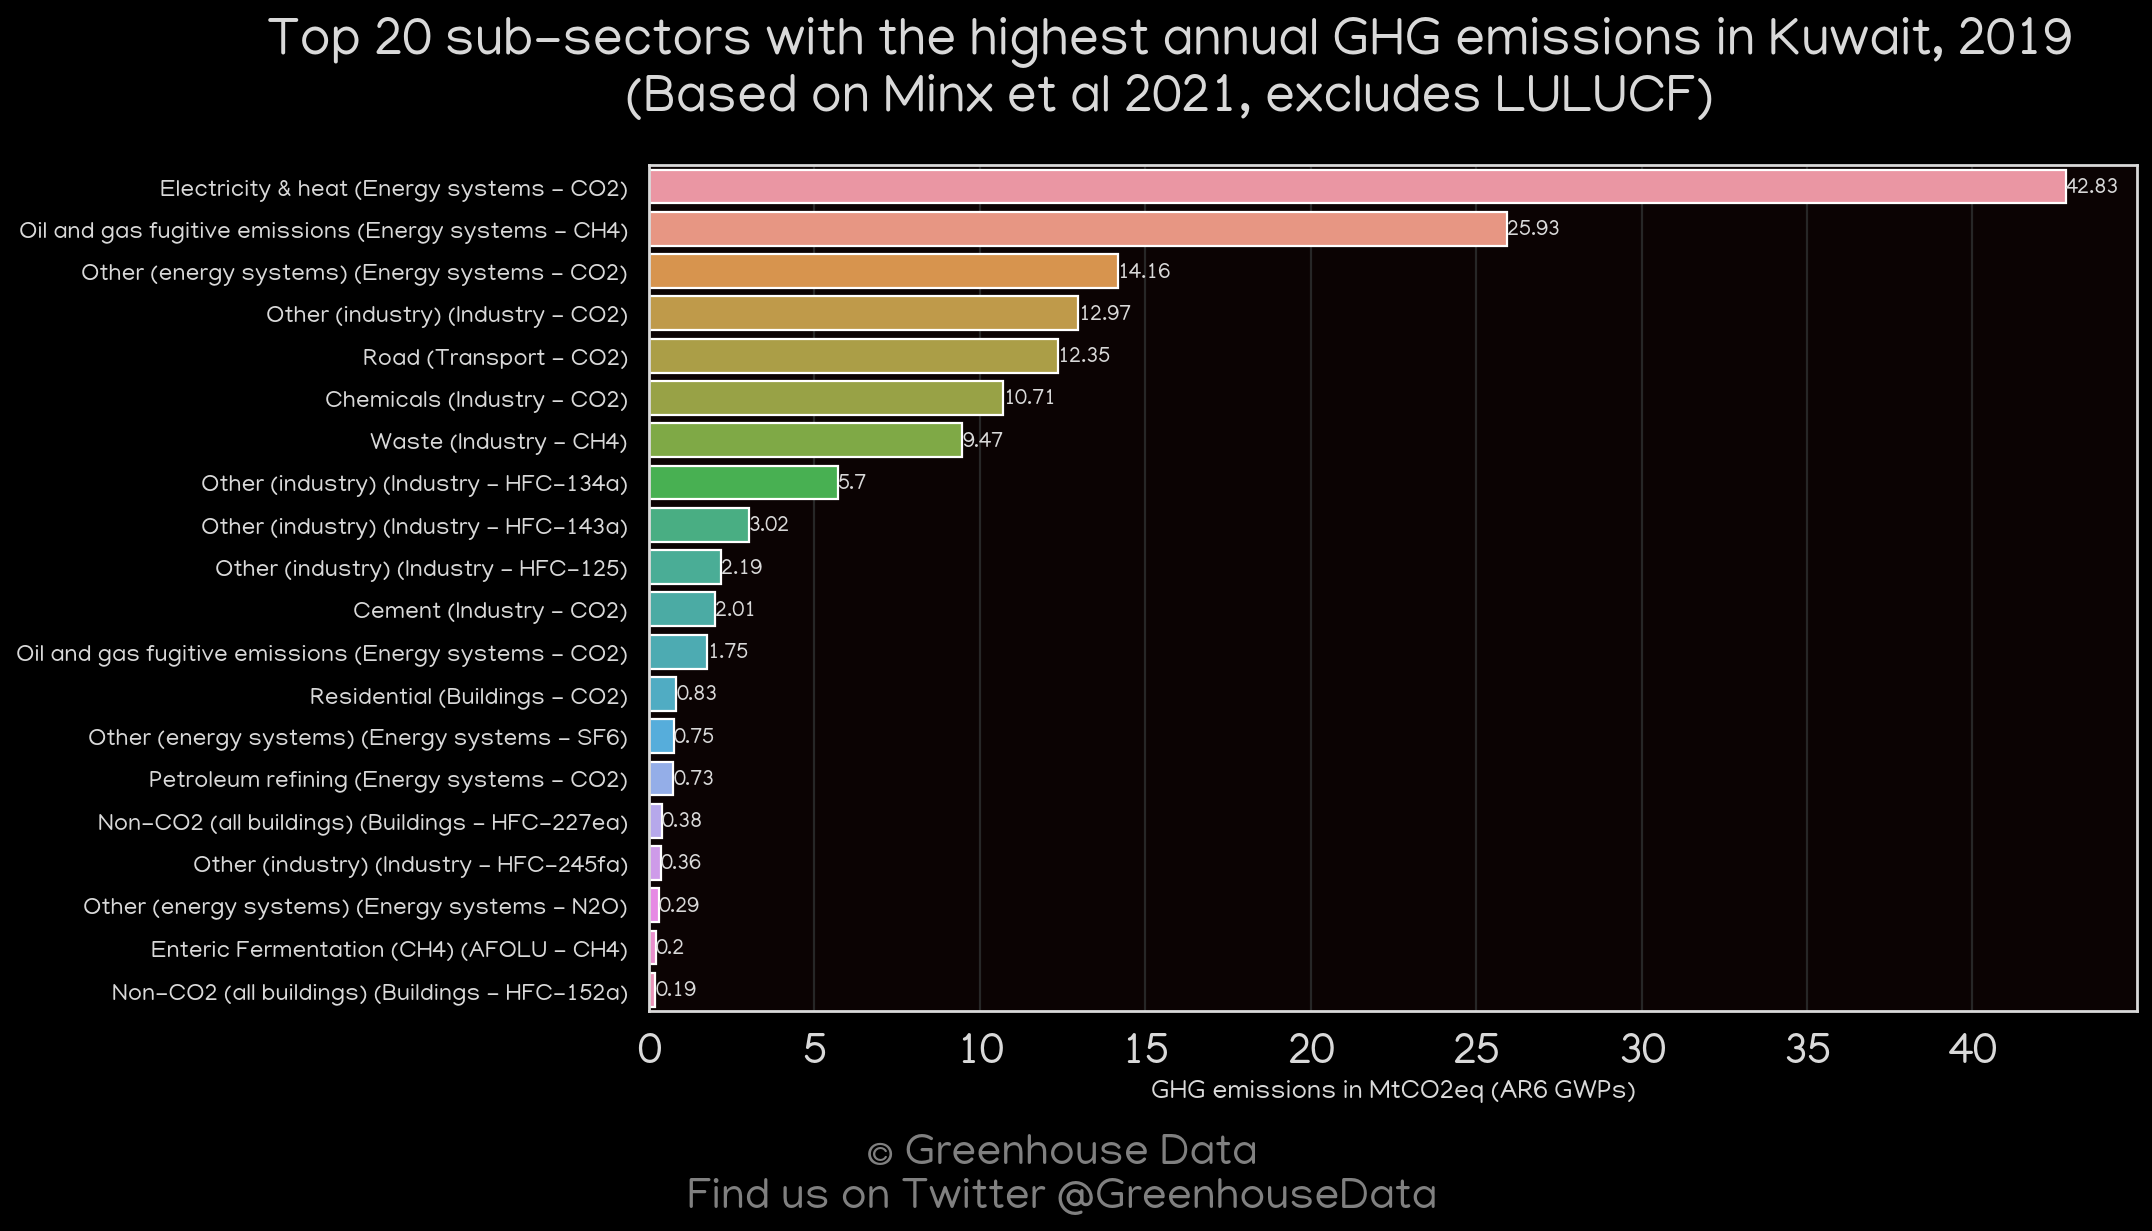 Top 20 sub-sectors with the highest annual GHG emissions in Kuwait, 2019
(Based on Minx et al 2021, excludes LULUCF)
Electricity & heat (Energy systems - CO2) 42.83
Oil and gas fugitive emissions (Energy systems - CH4) 25.93
Other (energy systems) (Energy systems - CO2) 14.16
Other (industry) (Industry - CO2) 12.97
Road (Transport - CO2) 12.35
Chemicals (Industry - CO2) 10.71
Waste (Industry - CH4) 9.47
Other (industry) (Industry - HFC-134a) 5.7
Other (industry) (Industry - HFC-143a) 3.02
Other (industry) (Industry - HFC-125) 2.19
Cement (Industry - CO2) 2.01
Oil and gas fugitive emissions (Energy systems - CO2) 1.75
Residential (Buildings - CO2) 0.83
Other (energy systems) (Energy systems - SF6) 0.75
Petroleum refining (Energy systems - CO2) 0.73
Non-CO2 (all buildings) (Buildings - HFC-227ea) 0.38
Other (industry) (Industry - HFC-245fa) 0.36
Other (energy systems) (Energy systems - N2O) 0.29
Enteric Fermentation (CH4) (AFOLU - CH4) 0.2
Non-CO2 (all buildings) (Buildings - HFC-152a) 0.19
0 5 10 15 20 25 30 35 40
GHG emissions in MtCO2eq (AR6 GWPs)
© Greenhouse Data
Find us on Twitter @GreenhouseData